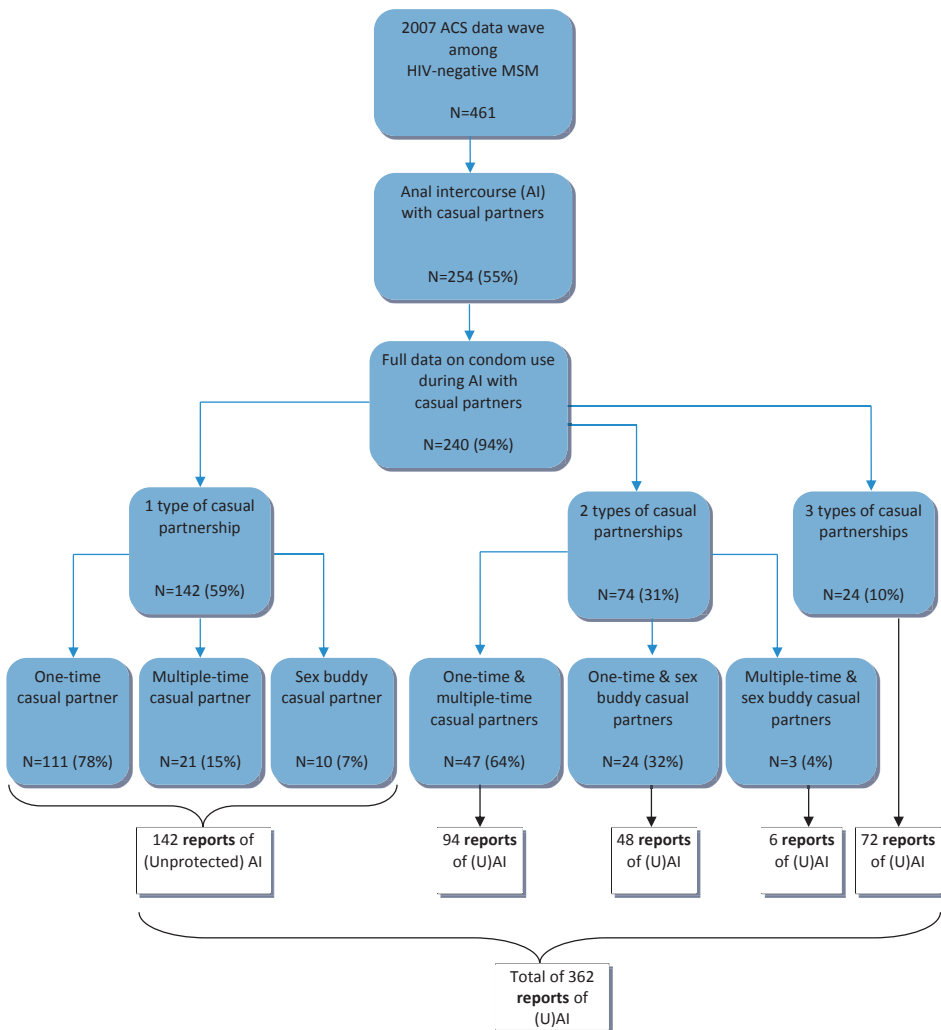 2007 ACS data wave
among
HIV-negative MSM
N=461
Anal intercourse (AI)
with casual partners
N=254 (55%)
Full data on condom use
during AI with
casual partners
N=240 (94%)
1 type of casual
partnership
N=142 (59%)
2 types of casual
partnerships
N=74 (31%)
3 types of casual
partnerships
N=24 (10%)
One-time
casual partner
N=111 (78%)
Multiple-time
casual partner
N=21 (15%)
Sex buddy
casual partner
N=10 (7%)
One-time &
multiple-time
casual partners
N=47 (64%)
One-time & sex
buddy casual
partners
N=24 (32%)
Multiple-time &
sex buddy casual
partners
N=3 (4%)
142 reports of
(Unprotected) AI
94 reports
of (U)AI
48 reports
of (U)AI
6 reports
of (U)AI
72 reports
of (U)AI
Total of 362
reports of
(U)AI